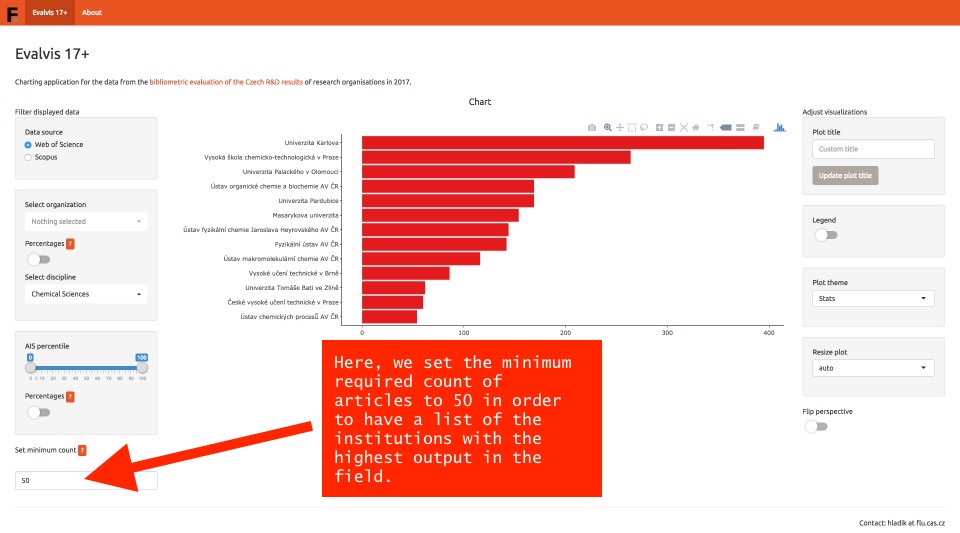 F
Evalvis 17+
About
Evalvis 17+
Charting application for the data from the bibliometric evaluation of the Czech R&D results of research organisations in 2017.
Filter displayed data
Data source
Web of Science
Scopus
Select organization
Nothing selected
Percentages ?
Select discipline
Chemical Sciences
AIS percentile
0 100
0 5 10 20 30 40 50 60 70 80 90 100
Percentages ?
Set minimum count ?
50
Chart
Univerzita Karlova
Vysoká škola chemicko-technologická v Praze
Univerzita Palackého v Olomouci
Ústav organické chemie a biochemie AV ČR
Univerzita Pardubice
Masarykova univerzita
Ústav fyzikální chemie Jaroslava Heyrovského AV ČR
Fyzikální ústav AV ČR
Ústav makromolekulární chemie AV ČR
Vysoké učení technické v Brně
Univerzita Tomáše Bati ve Zlíně
České vysoké učení technické v Praze
Ústav chemických procesů AV ČR
0 100 200 300 400
Here, we set the minimum
required count of
articles to 50 in order
to have a list of the
institutions with the
highest output in the
field.
Adjust visualizations
Plot title
Custom title
Update plot title
Legend
Plot theme
Stats
Resize plot
auto
Flip perspective
Contact: hladik at flu.cas.cz